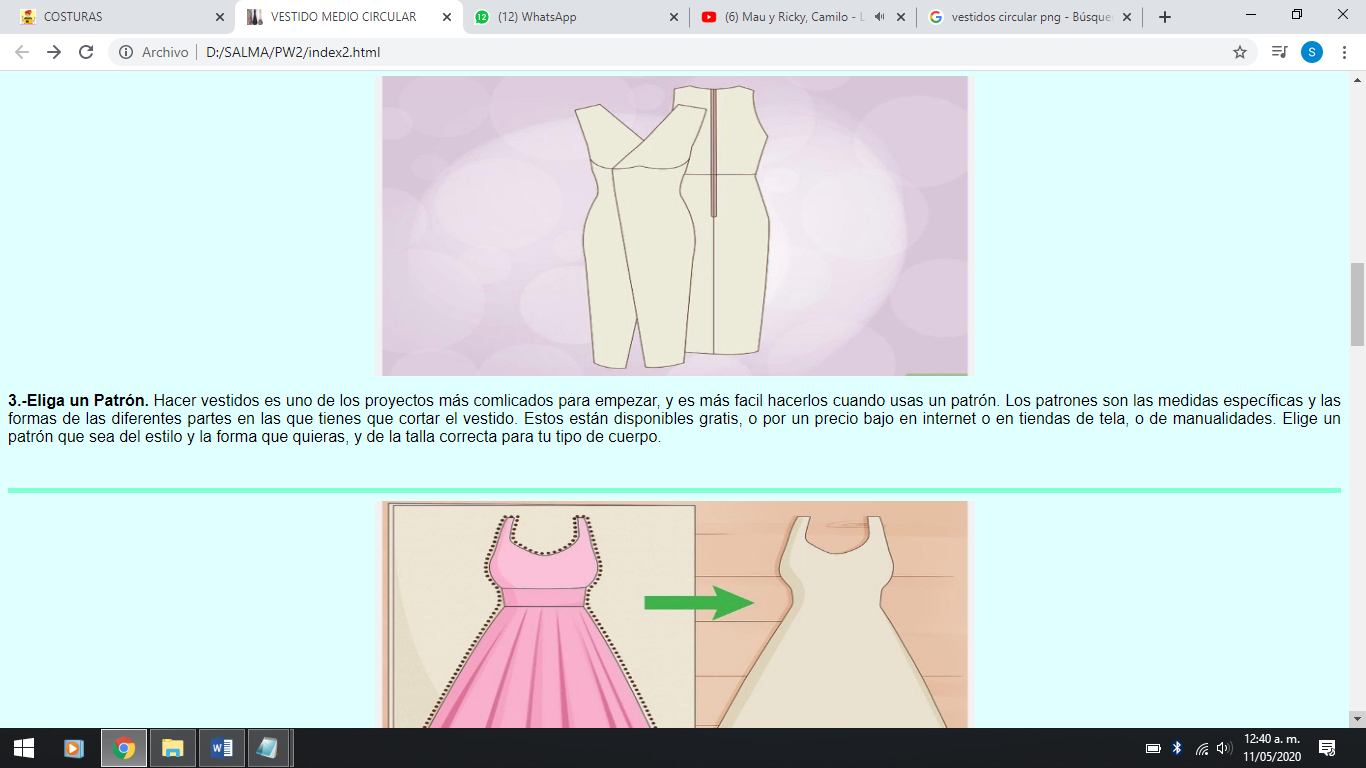 COSTURAS
VESTIDO MEDIO CIRCULAR
(12) WhatsApp
(6) Mau y Ricky, Camilo -
vestidos circular png - Búsque
Archivo
D:/SALMA/PW2/index2.html
S
3.-Eliga un Patrón. Hacer vestidos es uno de los proyectos más comlicados para empezar, y es más facil hacerlos cuando usas un patrón. Los patrones son las medidas específicas y las
formas de las diferentes partes en las que tienes que cortar el vestido. Estos están disponibles gratis, o por un precio bajo en internet o en tiendas de tela, o de manualidades. Elige un
patrón que sea del estilo y la forma que quieras, y de la talla correcta para tu tipo de cuerpo.
12:40 a. m.
11/05/2020